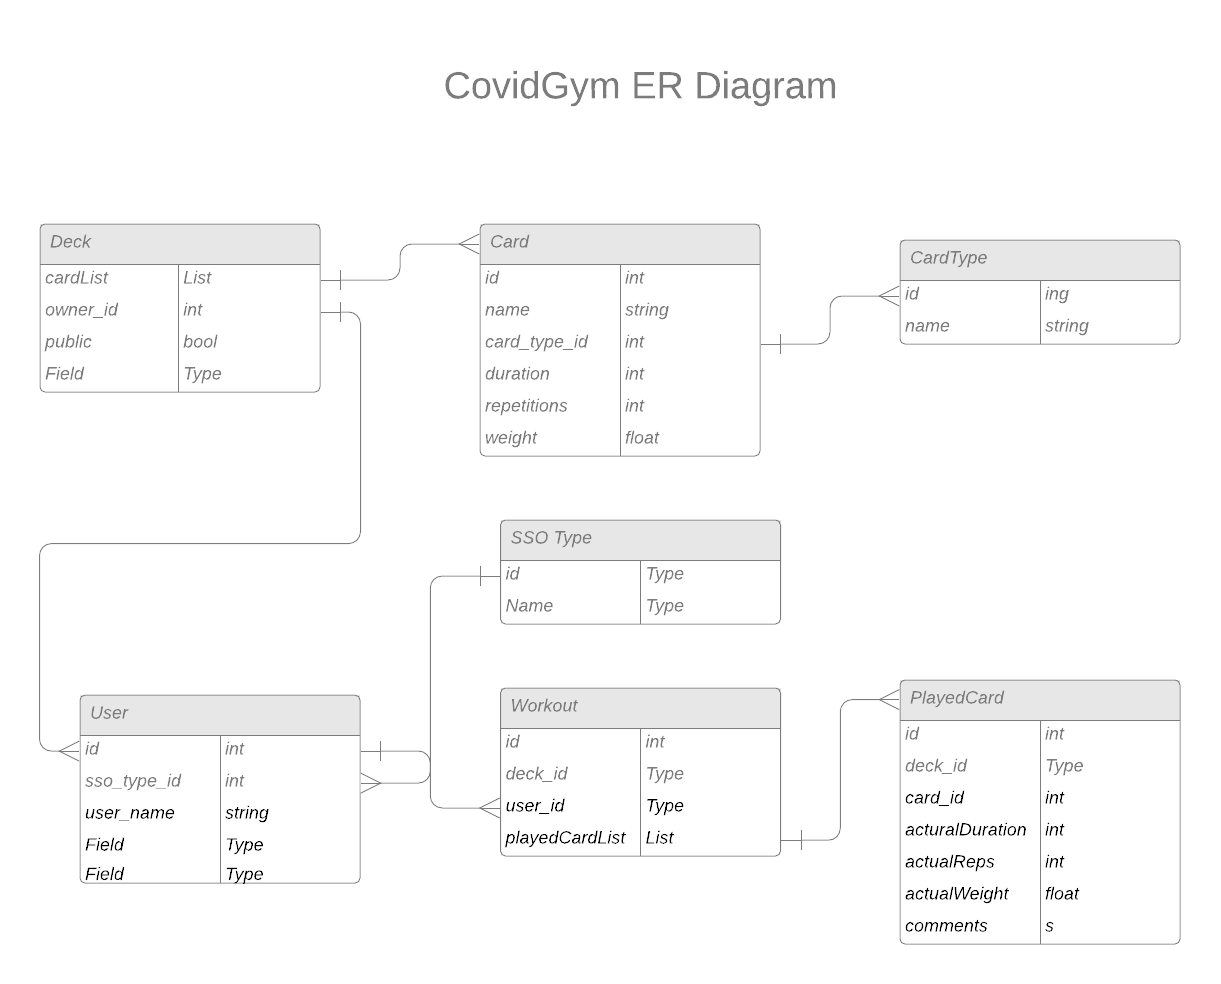 CovidGym ER Diagram
Deck
cardList List
owner_id int
public bool
Field Type
Card
id int
name string
card_type_id int
duration int
repetitions int
weight float
CardType
id ing
name string
SSO Type
id Type
Name Type
User
id int
sso_type_id int
user_name string
Field Type
Field Type
Workout
id int
deck_id Type
user_id Type
playedCardList List
PlayedCard
id int
deck_id Type
card_id int
acturalDuration int
actualReps int
actualWeight float
comments s